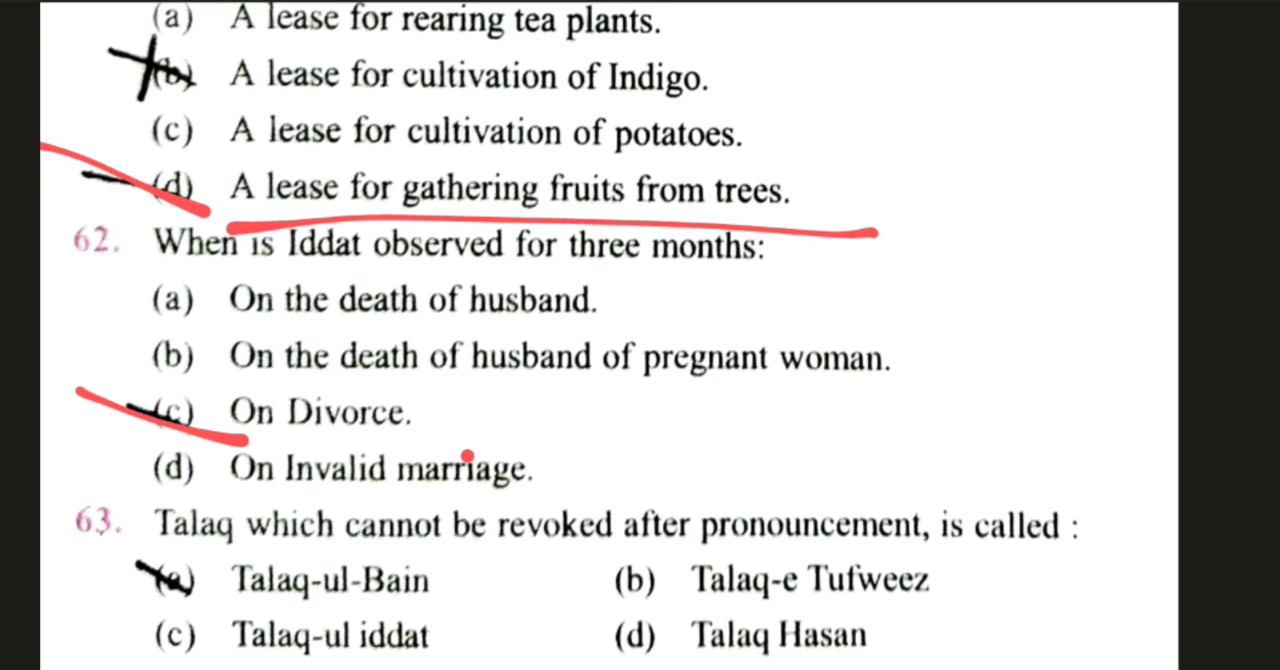 (a) A lease for rearing tea plants.
(b) A lease for cultivation of Indigo.
(c) A lease for cultivation of potatoes.
(d) A lease for gathering fruits from trees.
62. When is Iddat observed for three months:
(a) On the death of husband.
(b) On the death of husband of pregnant woman.
(c) On Divorce.
(d) On Invalid marriage.
63. Talaq which cannot be revoked after pronouncement, is called :
(a) Talaq-ul-Bain (b) Talaq-e Tufweez
(c) Talaq-ul iddat (d) Talaq Hasan